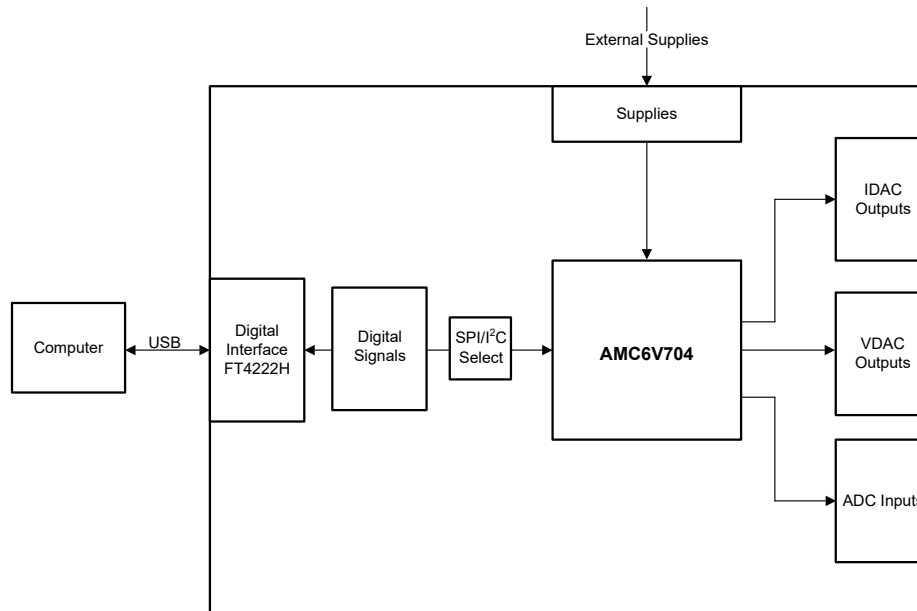 External Supplies
Supplies
IDAC
Outputs
Computer
USB
Digital
Interface
FT4222H
Digital
Signals
SPI/I²C
Select
AMC6V704
VDAC
Outputs
ADC Inputs